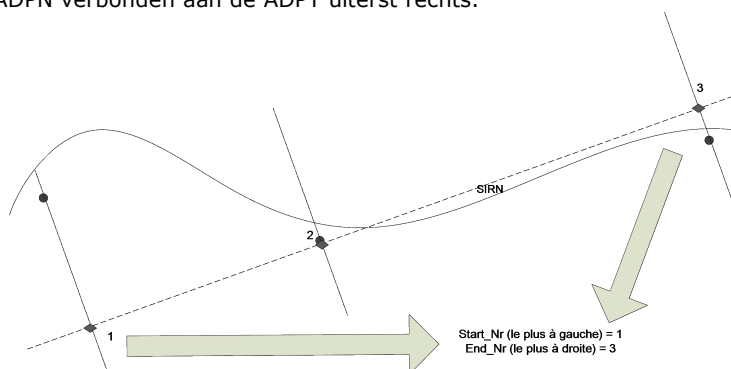 ADPN verbonden aan de ADPT uiterst rechts.
3
SIRN
2
1
Start_Nr (le plus à gauche) = 1
End_Nr (le plus à droite) = 3